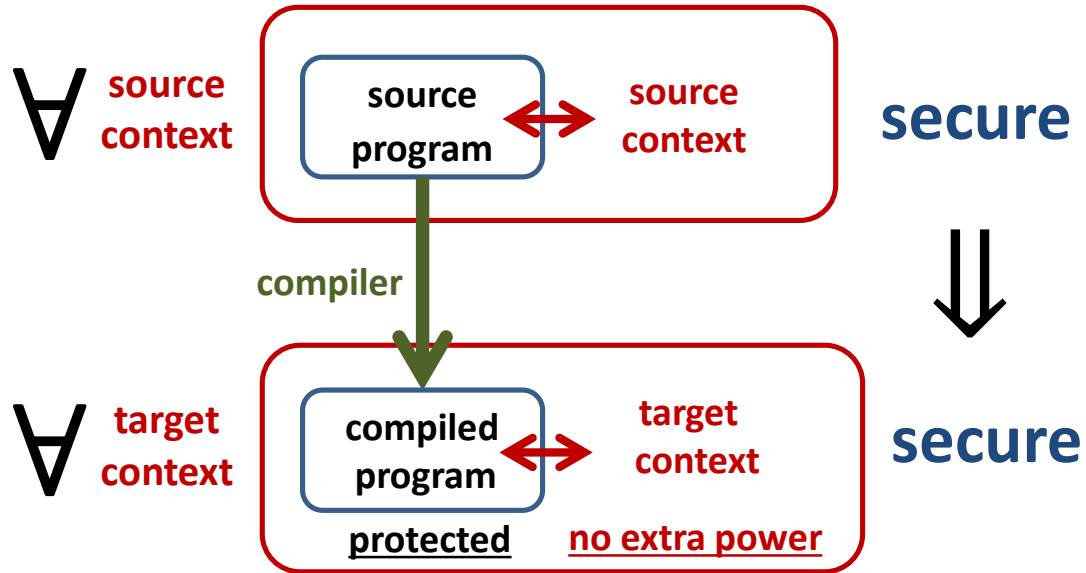 ∀
source
context
source
program
source
context
secure
compiler
⇓
∀
target
context
compiled
program
target
context
secure
protected
no extra power